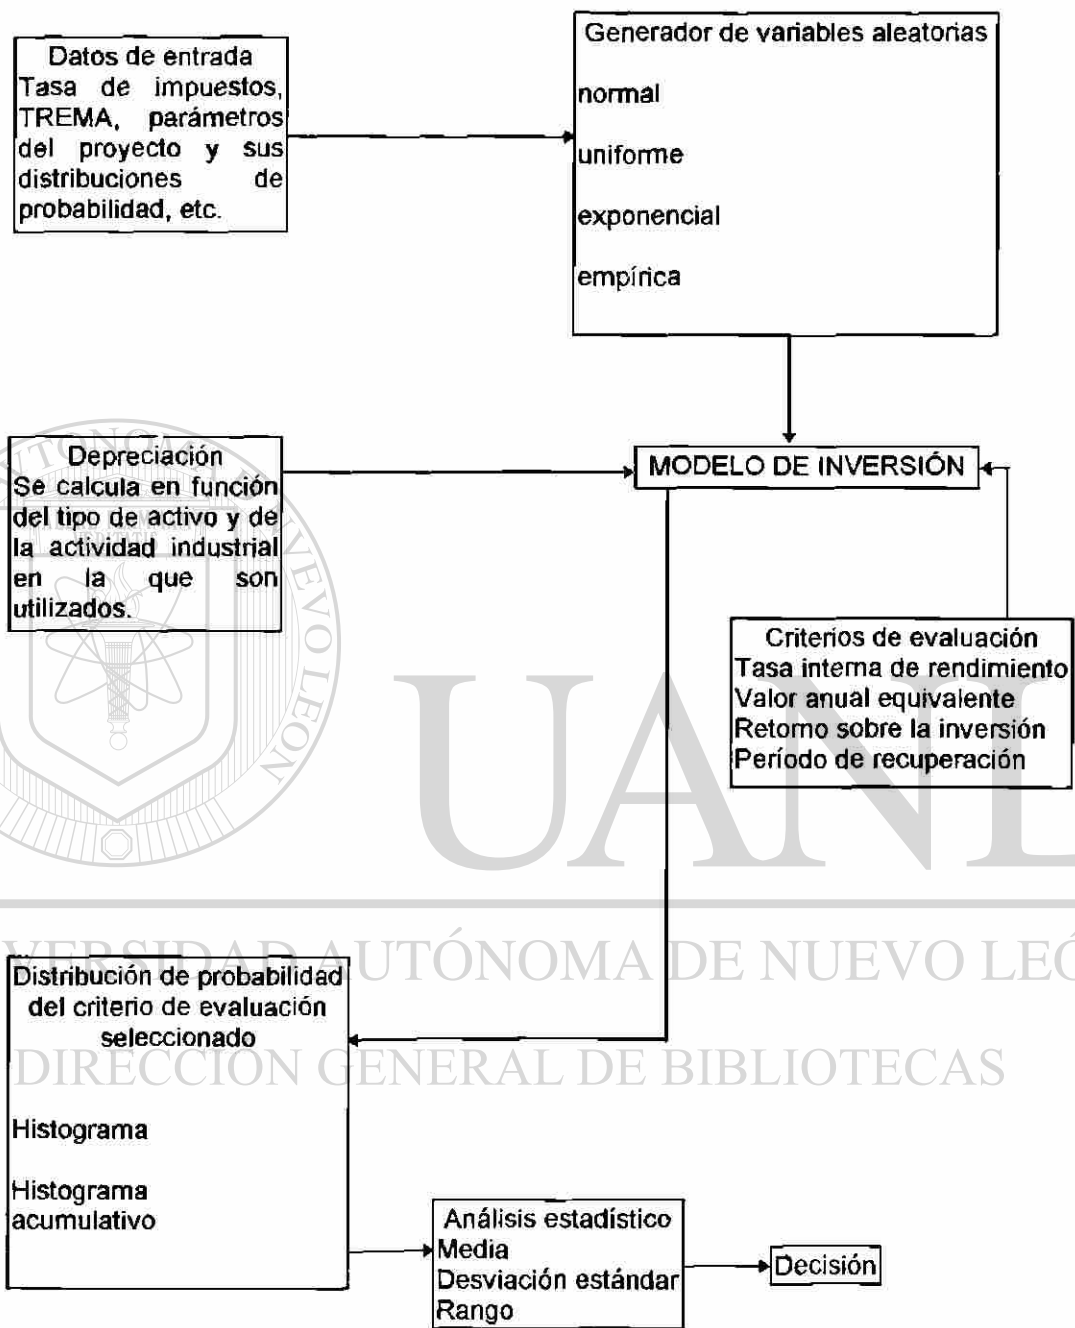 Datos de entrada
Tasa de impuestos,
TREMA, parámetros
del proyecto y sus
distribuciones de
probabilidad, etc.
Generador de variables aleatorias
normal
uniforme
exponencial
empírica
Depreciación
Se calcula en función
del tipo de activo y de
la actividad industrial
en la que son
utilizados.
MODELO DE INVERSIÓN
Criterios de evaluación
Tasa interna de rendimiento
Valor anual equivalente
Retorno sobre la inversión
Período de recuperación
UANL
VERSIDAD AUTÓNOMA DE NUEVO LEÓ
DIRECCIÓN GENERAL DE BIBLIOTECAS
Distribución de probabilidad
del criterio de evaluación
seleccionado
Histograma
Histograma
acumulativo
Análisis estadístico
Media
Desviación estándar
Rango
Decisión